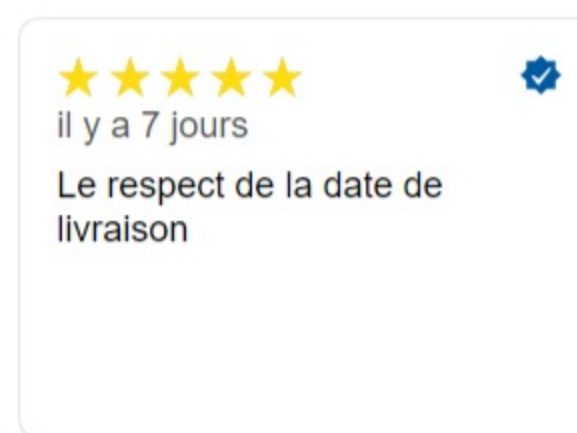 il y a 7 jours
Le respect de la date de
livraison